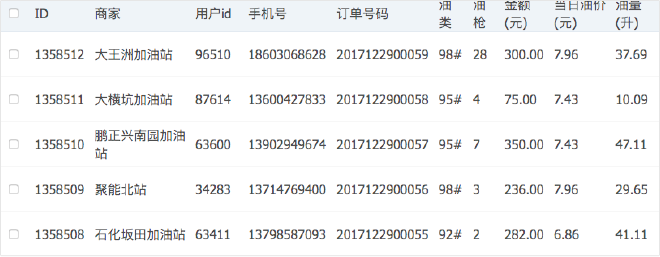 ID 商家 用户id 手机号 订单号码 油类 油枪 金额(元) 当日油价(元) 油量(升)
1358512 大王洲加油站 96510 18603068628 2017122900059 98# 28 300.00 7.96 37.69
1358511 大横坑加油站 87614 13600427833 2017122900058 95# 4 75.00 7.43 10.09
1358510 鹏正兴南园加油站 63600 13902949674 2017122900057 95# 7 350.00 7.43 47.11
1358509 聚能北站 34283 13714769400 2017122900056 98# 3 236.00 7.96 29.65
1358508 石化坂田加油站 63411 13798587093 2017122900055 92# 2 282.00 6.86 41.11